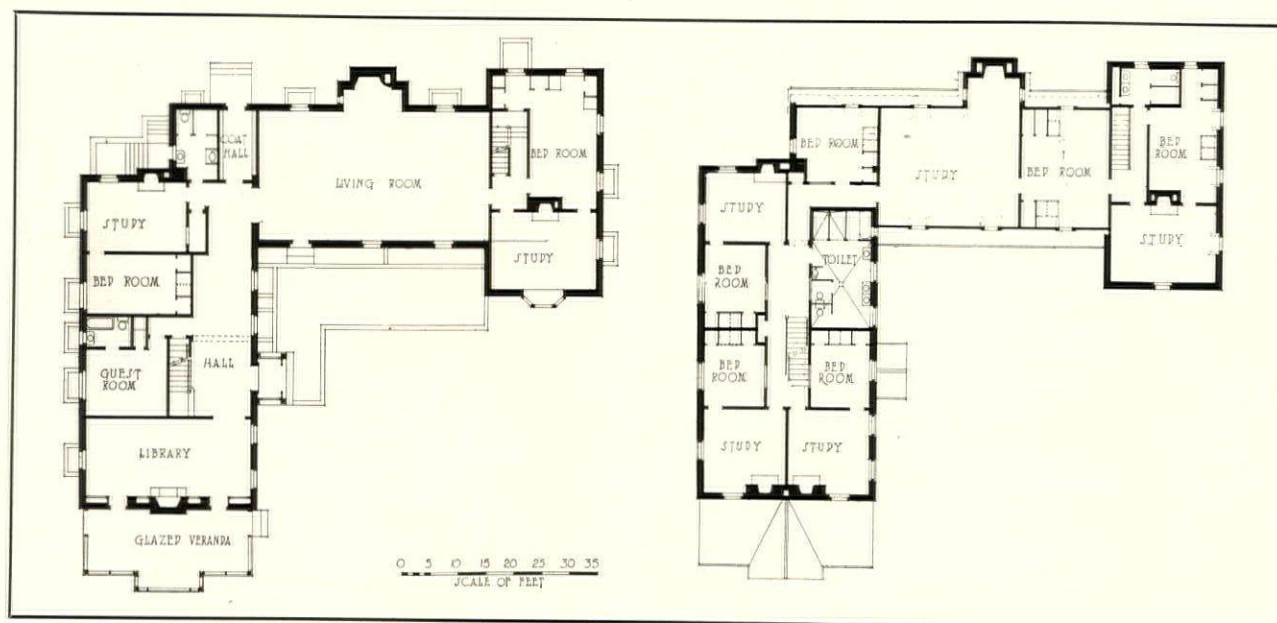 COAT
HALL
LIVING ROOM
BED ROOM
STUDY
STUDY
BED ROOM
HALL
GUEST
ROOM
LIBRARY
GLAZED VERANDA
0 5 10 15 20 25 30 35
SCALE OF FEET
BED ROOM
STUDY
BED ROOM
BED
ROOM
STUDY
STUDY
TOILET
BED
ROOM
BED
ROOM
BED
ROOM
STUDY
STUDY